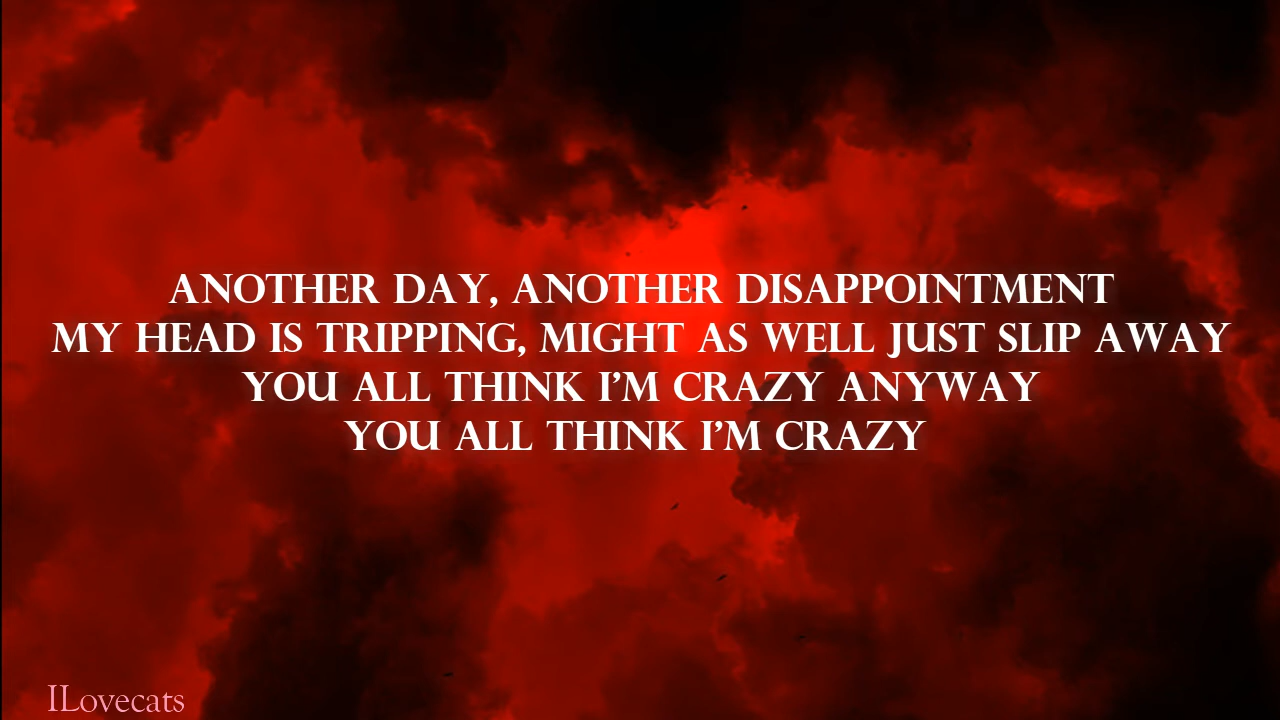 ANOTHER DAY, ANOTHER DISAPPOINTMENT
MY HEAD IS TRIPPING, MIGHT AS WELL JUST SLIP AWAY
YOU ALL THINK I'M CRAZY ANYWAY
YOU ALL THINK I'M CRAZY
ILovecats